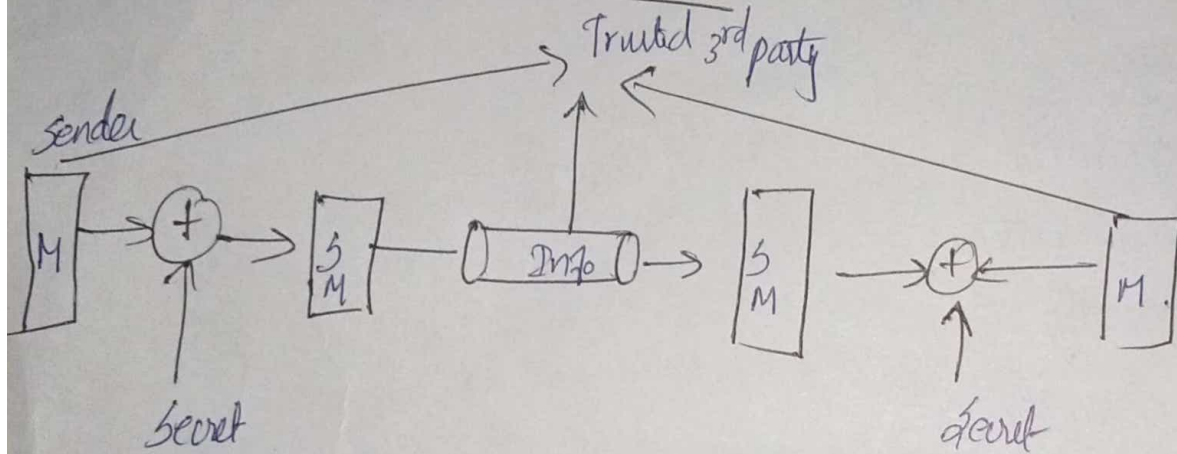 Trusted 3rd party
Sender
M
+
S
M
Info
S
M
+
M.
Secret
Secret